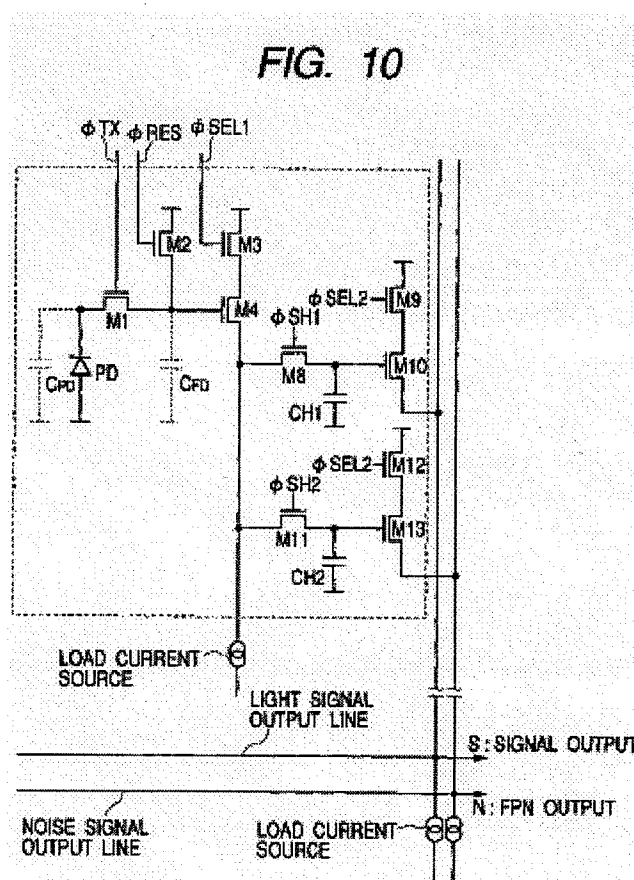 FIG. 10
ϕTX ϕRES ϕSEL1
M2 M3
M1 M4
ϕSEL2 M9
ϕSH1
CPD PD CFD M8 M10
CH1
ϕSEL2 M12
ϕSH2
M11 M13
CH2
LOAD CURRENT
SOURCE
LIGHT SIGNAL
OUTPUT LINE
S : SIGNAL OUTPUT
N : FPN OUTPUT
NOISE SIGNAL
OUTPUT LINE
LOAD CURRENT
SOURCE